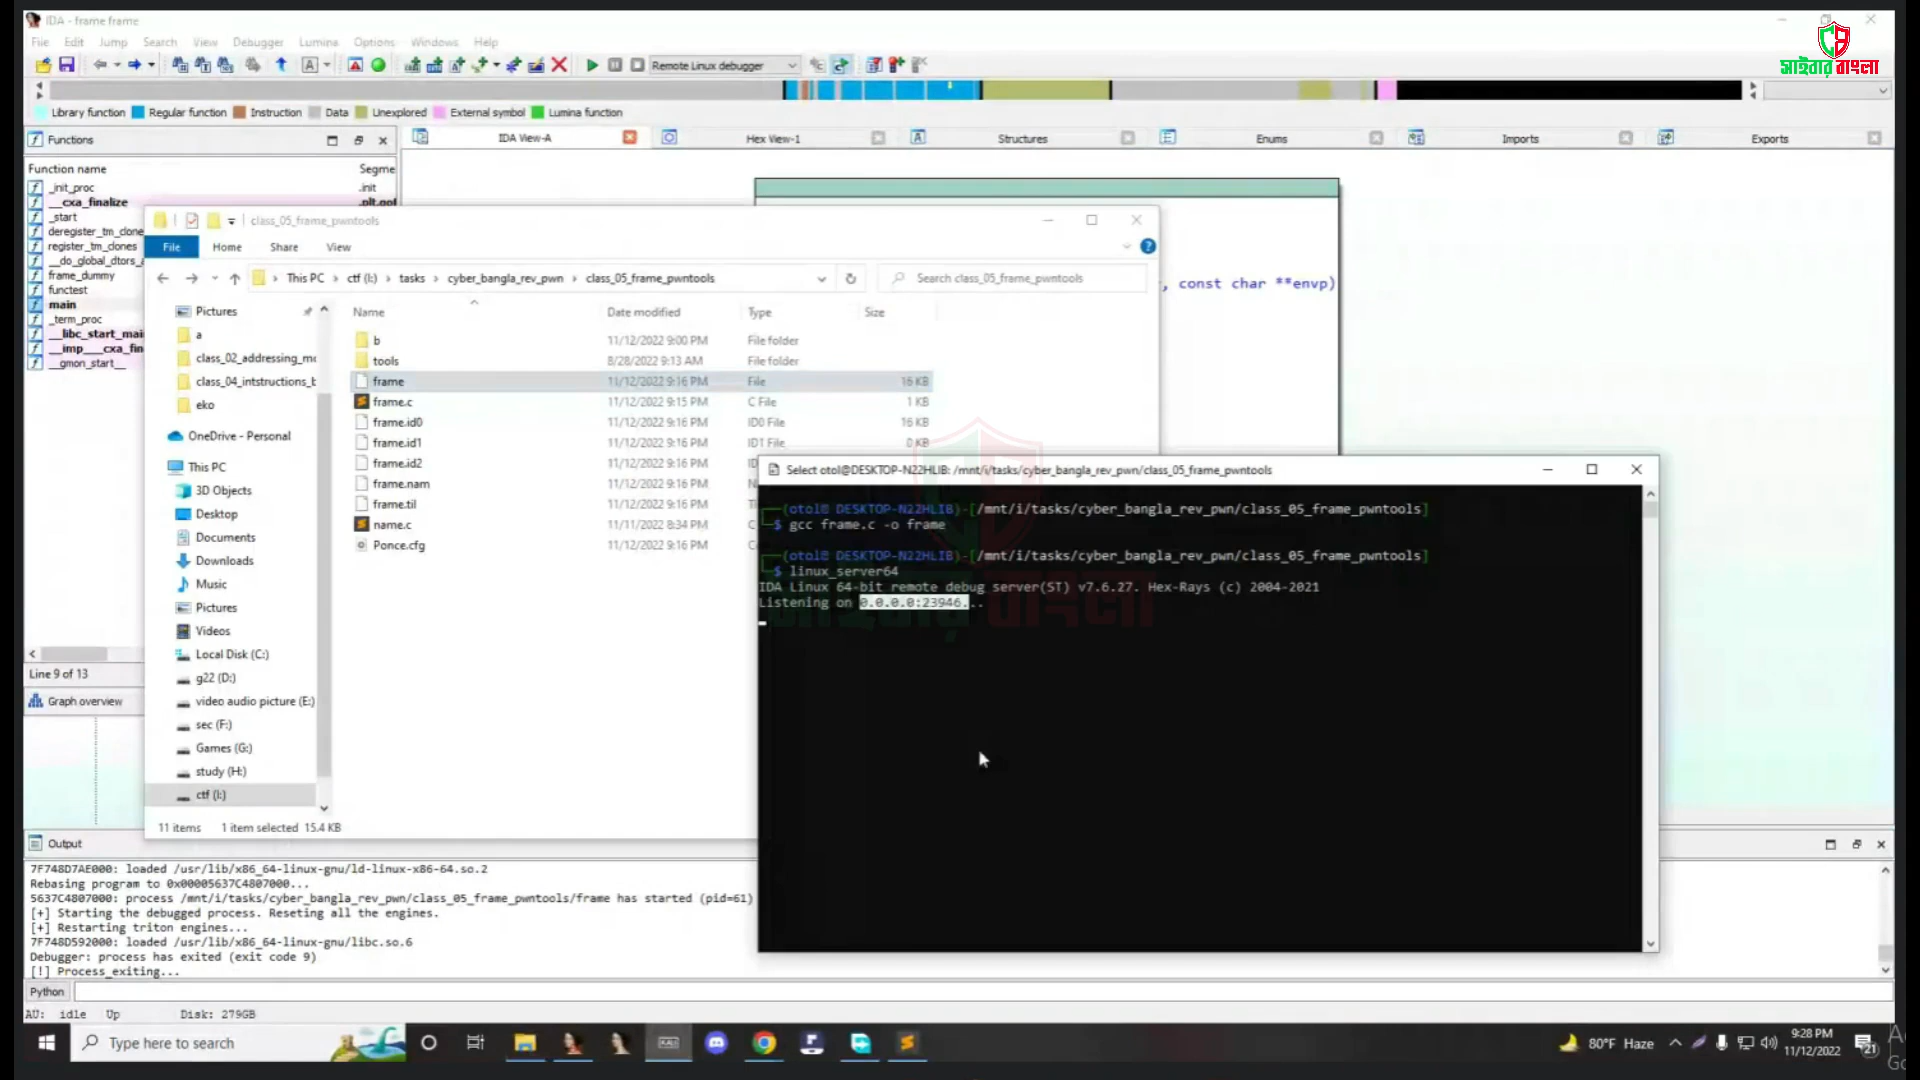 IDA - frame frame
File Edit Jump Search View Debugger Lumina Options Windows Help
Remote Linux debugger
সাইবার বাংলা
Library function Regular function Instruction Data Unexplored External symbol Lumina function
Functions
IDA View-A
Hex View-1
Structures
Enums
Imports
Exports
Function name Segme
_init_proc .init
__cxa_finalize .plt.got
_start
deregister_tm_clones
register_tm_clones
__do_global_dtors_a
frame_dummy
functest
main
_term_proc
__libc_start_mai
__imp___cxa_fin
__gmon_start__
Line 9 of 13
Graph overview
, const char **envp)
class_05_frame_pwntools
File Home Share View
This PC ctf (I:) tasks cyber_bangla_rev_pwn class_05_frame_pwntools
Search class_05_frame_pwntools
Pictures
a
class_02_addressing_mo
class_04_intstructions_b
eko
OneDrive - Personal
This PC
3D Objects
Desktop
Documents
Downloads
Music
Pictures
Videos
Local Disk (C:)
g22 (D:)
video audio picture (E:)
sec (F:)
Games (G:)
study (H:)
ctf (I:)
Name Date modified Type Size
b 11/12/2022 9:00 PM File folder
tools 8/28/2022 9:13 AM File folder
frame 11/12/2022 9:16 PM File 16 KB
frame.c 11/12/2022 9:15 PM C File 1 KB
frame.id0 11/12/2022 9:16 PM ID0 File 16 KB
frame.id1 11/12/2022 9:16 PM ID1 File 0 KB
frame.id2 11/12/2022 9:16 PM
frame.nam 11/12/2022 9:16 PM
frame.til 11/12/2022 9:16 PM
name.c 11/11/2022 8:34 PM
Ponce.cfg 11/12/2022 9:16 PM
11 items 1 item selected 15.4 KB
Select otol@DESKTOP-N22HLIB: /mnt/i/tasks/cyber_bangla_rev_pwn/class_05_frame_pwntools
(otol@DESKTOP-N22HLIB)-[/mnt/i/tasks/cyber_bangla_rev_pwn/class_05_frame_pwntools]
$ gcc frame.c -o frame
(otol@DESKTOP-N22HLIB)-[/mnt/i/tasks/cyber_bangla_rev_pwn/class_05_frame_pwntools]
$ linux_server64
IDA Linux 64-bit remote debug server(ST) v7.6.27. Hex-Rays (c) 2004-2021
Listening on 0.0.0.0:23946...
Output
7F748D7AE000: loaded /usr/lib/x86_64-linux-gnu/ld-linux-x86-64.so.2
Rebasing program to 0x00005637C4807000...
5637C4807000: process /mnt/i/tasks/cyber_bangla_rev_pwn/class_05_frame_pwntools/frame has started (pid=61)
[+] Starting the debugged process. Reseting all the engines.
[+] Restarting triton engines...
7F748D592000: loaded /usr/lib/x86_64-linux-gnu/libc.so.6
Debugger: process has exited (exit code 9)
[!] Process_exiting...
Python
AU: idle Up Disk: 279GB
Type here to search
80°F Haze
9:28 PM
11/12/2022
21